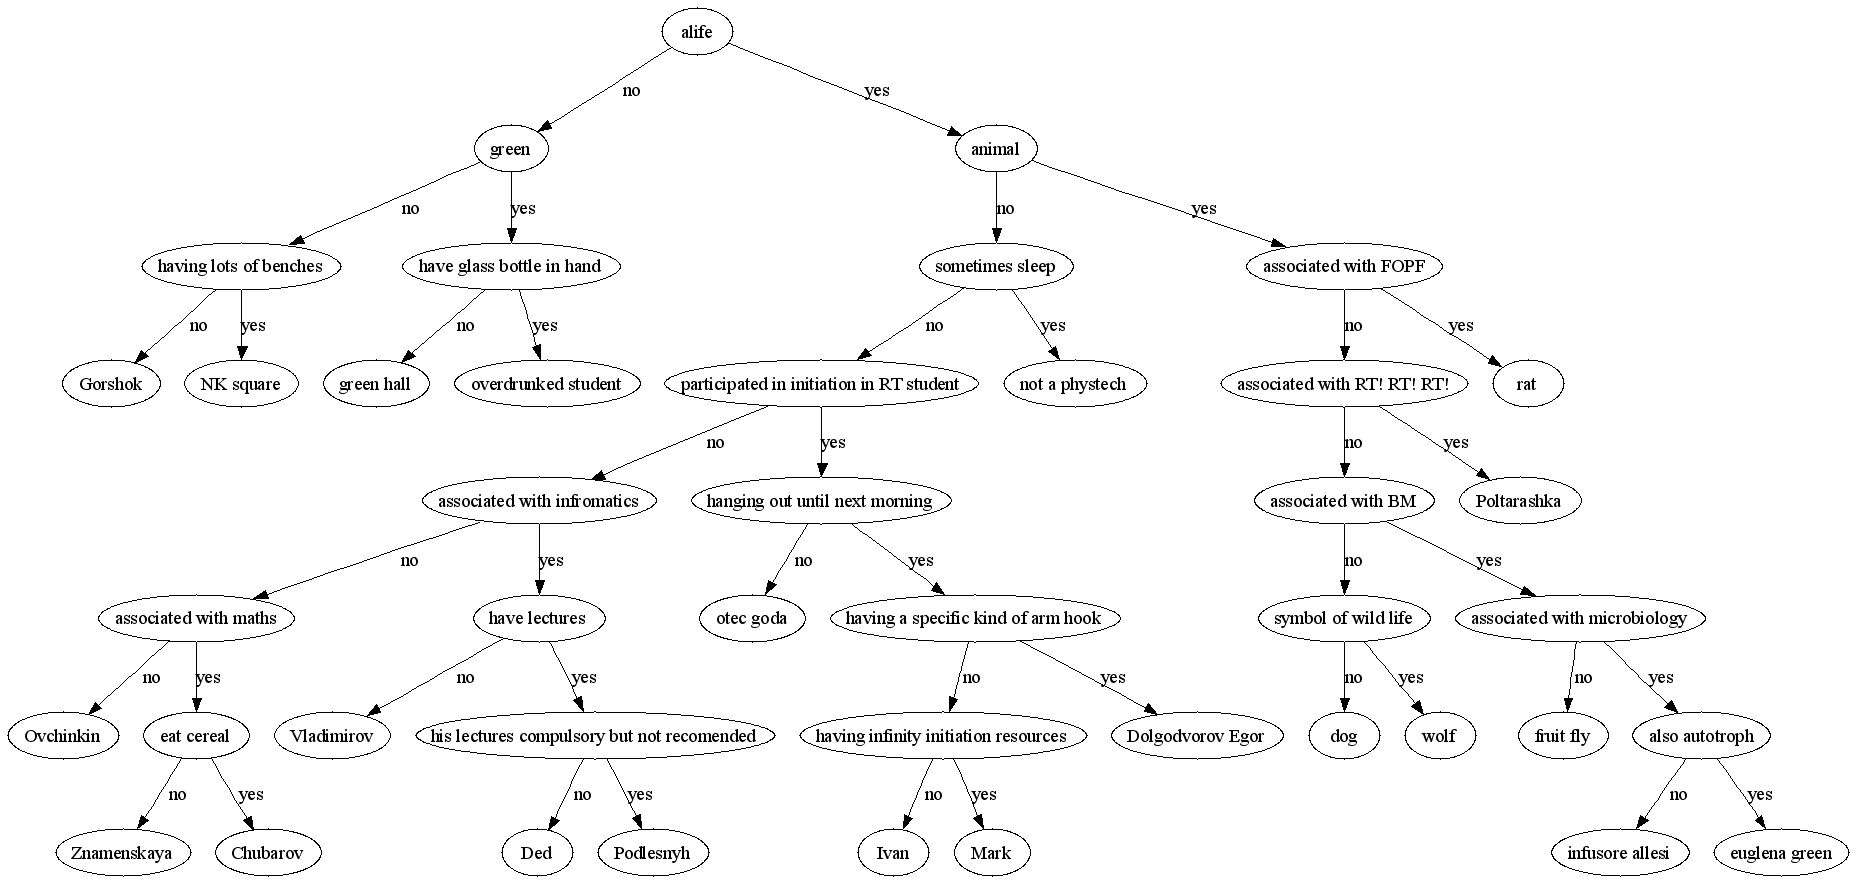 alife
no
yes
green
animal
no
yes
no
yes
having lots of benches
have glass bottle in hand
sometimes sleep
associated with FOPF
no
yes
no
yes
no
yes
no
yes
Gorshok
NK square
green hall
overdrunked student
participated in initiation in RT student
not a phystech
associated with RT! RT! RT!
rat
no
yes
no
yes
associated with infromatics
hanging out until next morning
associated with BM
Poltarashka
no
yes
no
yes
no
yes
associated with maths
have lectures
otec goda
having a specific kind of arm hook
symbol of wild life
associated with microbiology
no
yes
no
yes
no
yes
no
yes
no
yes
Ovchinkin
eat cereal
Vladimirov
his lectures compulsory but not recomended
having infinity initiation resources
Dolgodvorov Egor
dog
wolf
fruit fly
also autotroph
no
yes
no
yes
no
yes
no
yes
Znamenskaya
Chubarov
Ded
Podlesnyh
Ivan
Mark
infusore allesi
euglena green